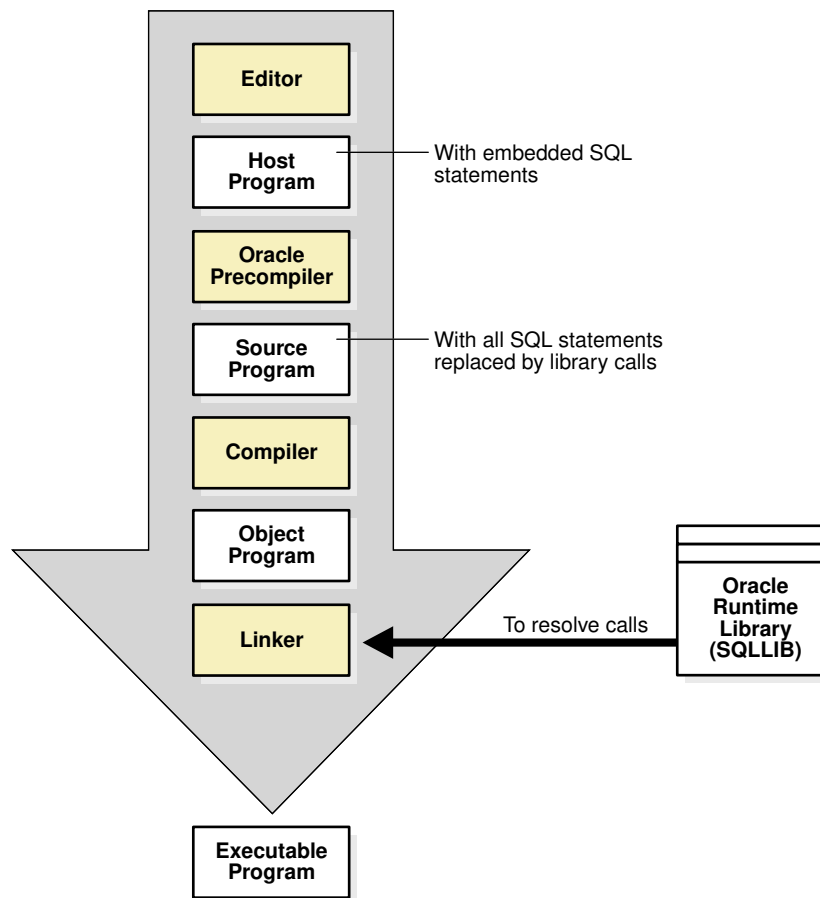 Editor
Host
Program
With embedded SQL
statements
Oracle
Precompiler
Source
Program
With all SQL statements
replaced by library calls
Compiler
Object
Program
Linker
To resolve calls
Oracle
Runtime
Library
(SQLLIB)
Executable
Program